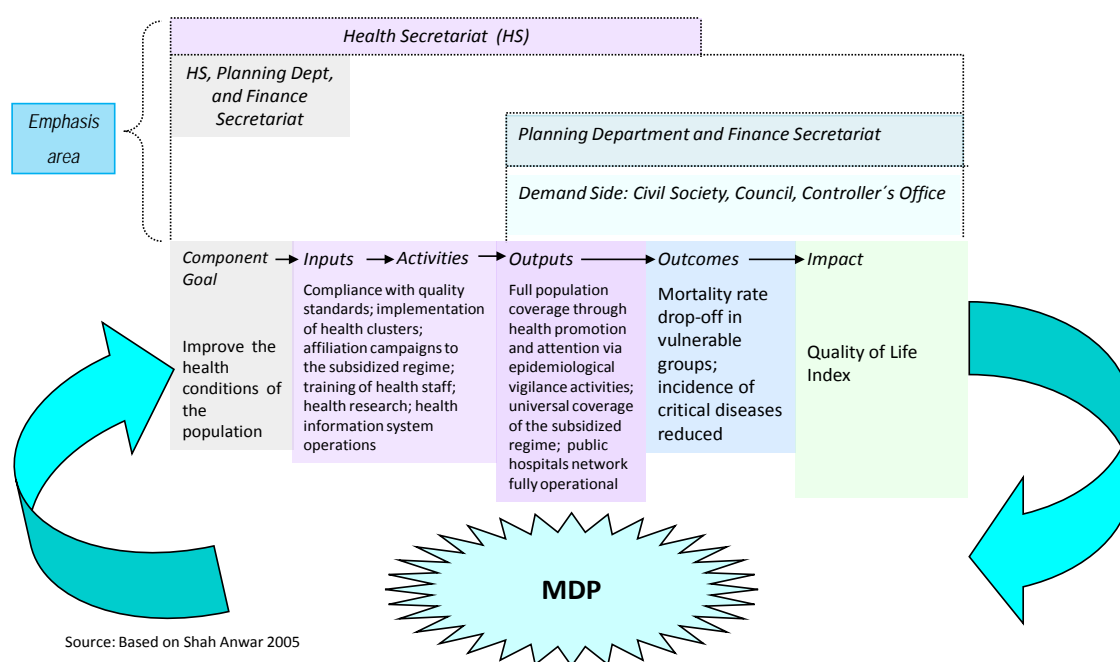 Health Secretariat (HS)
HS, Planning Dept,
and Finance
Secretariat
Emphasis
area
Planning Department and Finance Secretariat
Demand Side: Civil Society, Council, Controller´s Office
Component
Goal
Inputs
Activities
Outputs
Outcomes
Impact
Improve the
health
conditions of
the
population
Compliance with quality
standards; implementation
of health clusters;
affiliation campaigns to
the subsidized regime;
training of health staff;
health research; health
information system
operations
Full population
coverage through
health promotion
and attention via
epidemiological
vigilance activities;
universal coverage
of the subsidized
regime; public
hospitals network
fully operational
Mortality rate
drop-off in
vulnerable
groups;
incidence of
critical diseases
reduced
Quality of Life
Index
MDP
Source: Based on Shah Anwar 2005